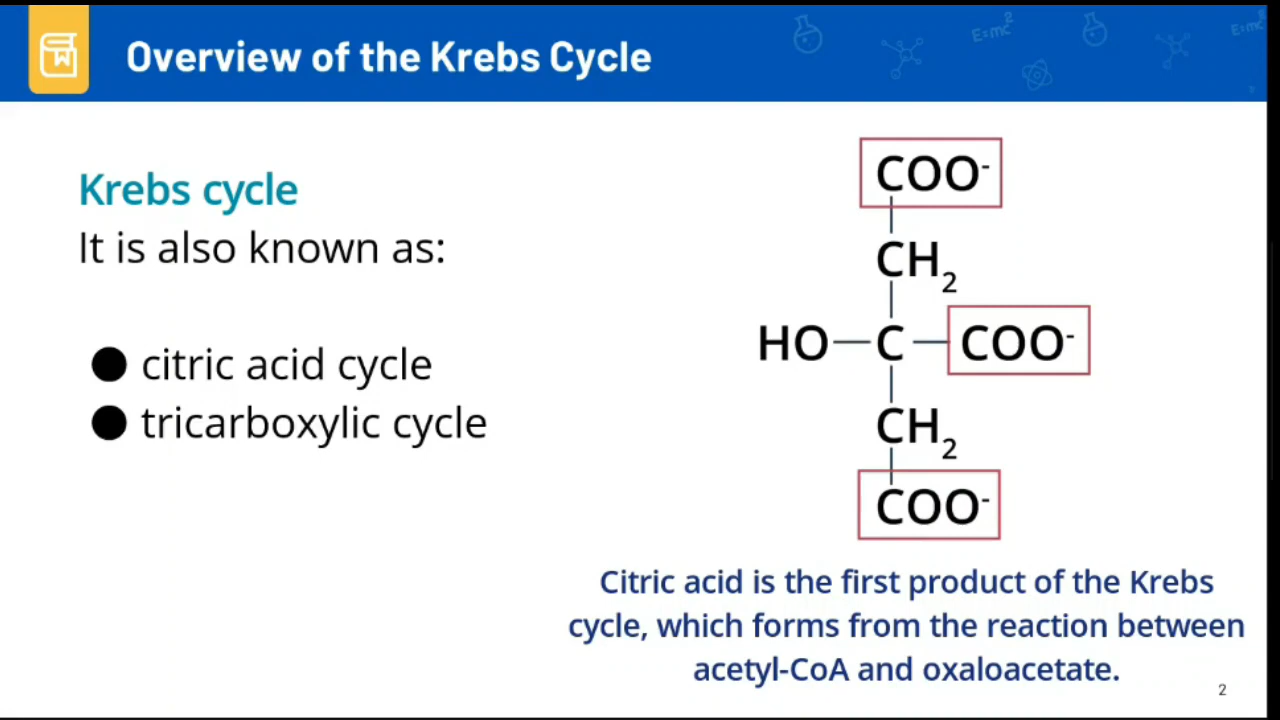 Overview of the Krebs Cycle
E=mc²
E=mc²
Krebs cycle
It is also known as:
● citric acid cycle
● tricarboxylic cycle
COO⁻
CH₂
HO—C—COO⁻
CH₂
COO⁻
Citric acid is the first product of the Krebs
cycle, which forms from the reaction between
acetyl-CoA and oxaloacetate.
2